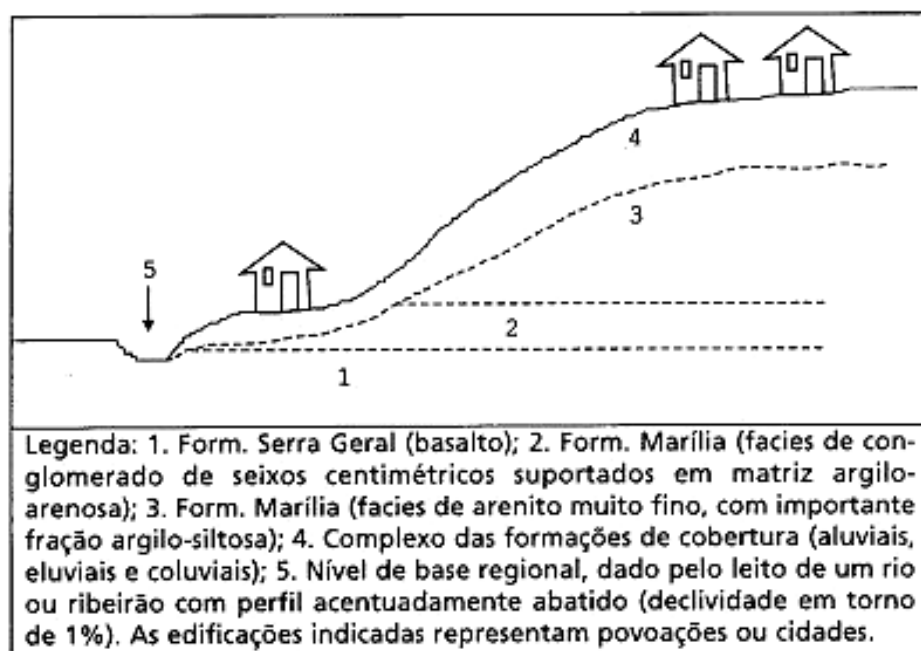 4
3
5
2
1
Legenda: 1. Form. Serra Geral (basalto); 2. Form. Marília (facies de con-
glomerado de seixos centimétricos suportados em matriz argilo-
arenosa); 3. Form. Marília (facies de arenito muito fino, com importante
fração argilo-siltosa); 4. Complexo das formações de cobertura (aluviais,
eluviais e coluviais); 5. Nível de base regional, dado pelo leito de um rio
ou ribeirão com perfil acentuadamente abatido (declividade em torno
de 1%). As edificações indicadas representam povoações ou cidades.